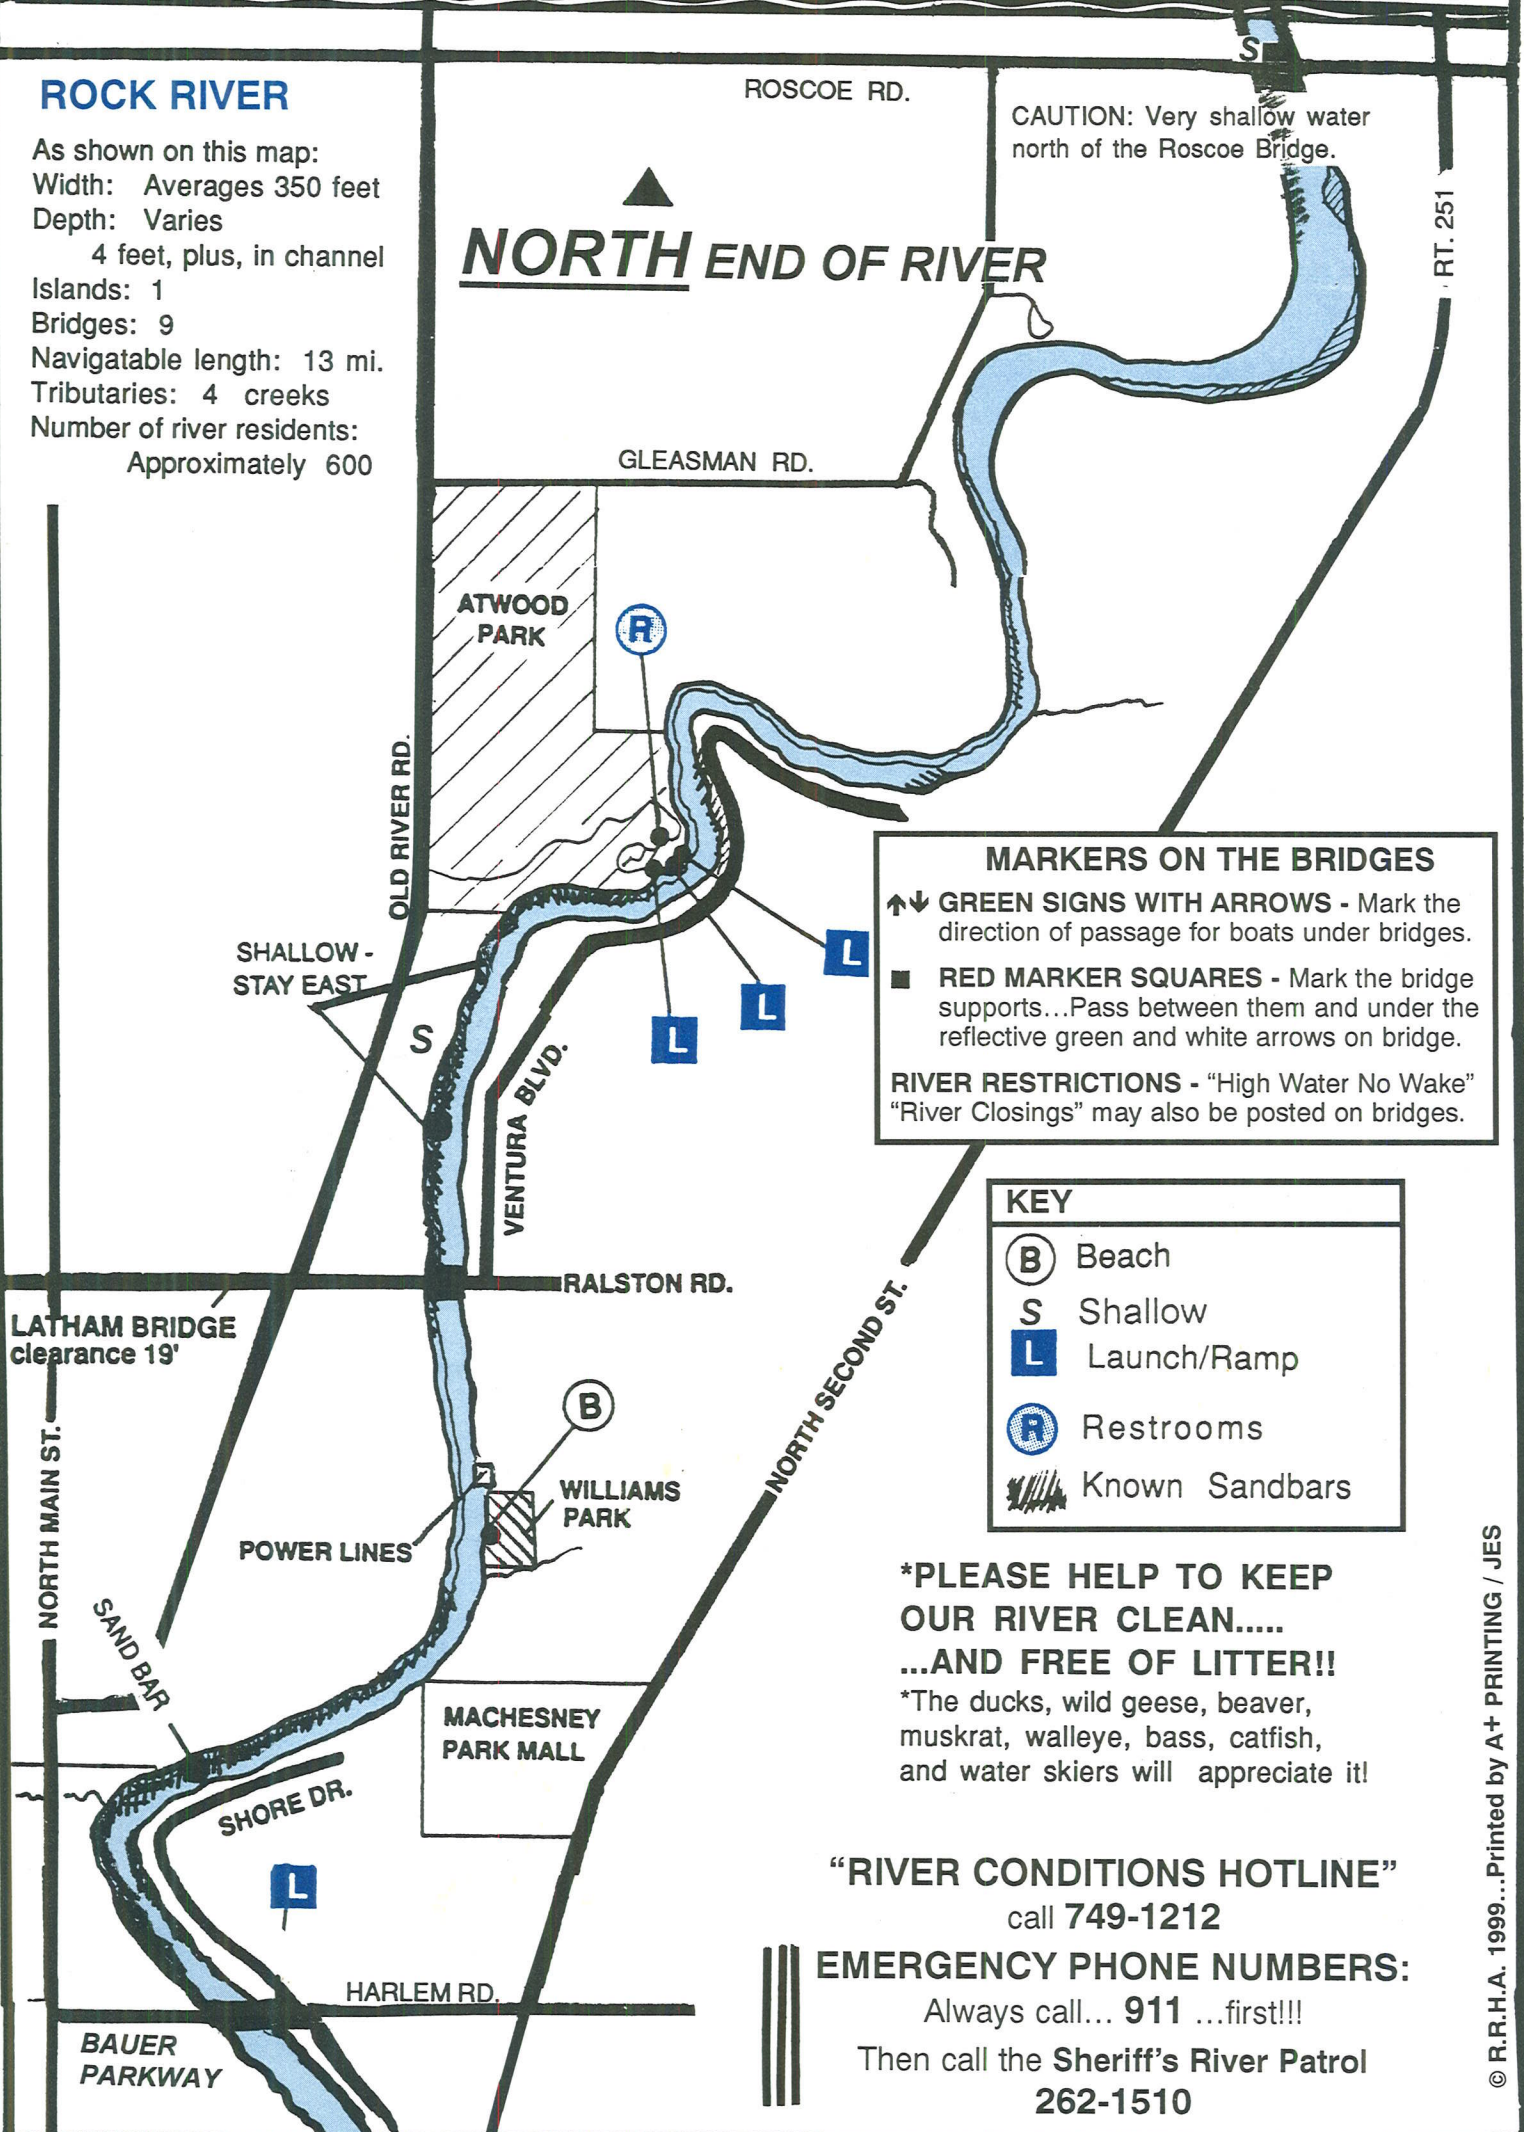 S
ROCK RIVER
As shown on this map:
Width: Averages 350 feet
Depth: Varies
4 feet, plus, in channel
Islands: 1
Bridges: 9
Navigatable length: 13 mi.
Tributaries: 4 creeks
Number of river residents:
Approximately 600
ROSCOE RD.
CAUTION: Very shallow water
north of the Roscoe Bridge.
RT. 251
NORTH END OF RIVER
GLEASMAN RD.
ATWOOD
PARK
R
OLD RIVER RD.
SHALLOW -
STAY EAST
S
L
L
L
VENTURA BLVD.
MARKERS ON THE BRIDGES
GREEN SIGNS WITH ARROWS - Mark the
direction of passage for boats under bridges.
RED MARKER SQUARES - Mark the bridge
supports...Pass between them and under the
reflective green and white arrows on bridge.
RIVER RESTRICTIONS - “High Water No Wake”
“River Closings” may also be posted on bridges.
KEY
B Beach
S Shallow
L Launch/Ramp
R Restrooms
Known Sandbars
RALSTON RD.
LATHAM BRIDGE
clearance 19'
NORTH SECOND ST.
B
WILLIAMS
PARK
POWER LINES
NORTH MAIN ST.
SAND BAR
MACHESNEY
PARK MALL
SHORE DR.
L
HARLEM RD.
BAUER
PARKWAY
*PLEASE HELP TO KEEP
OUR RIVER CLEAN.....
...AND FREE OF LITTER!!
*The ducks, wild geese, beaver,
muskrat, walleye, bass, catfish,
and water skiers will appreciate it!
“RIVER CONDITIONS HOTLINE”
call 749-1212
EMERGENCY PHONE NUMBERS:
Always call... 911 ...first!!!
Then call the Sheriff's River Patrol
262-1510
© R.R.H.A. 1999...Printed by A+ PRINTING / JES